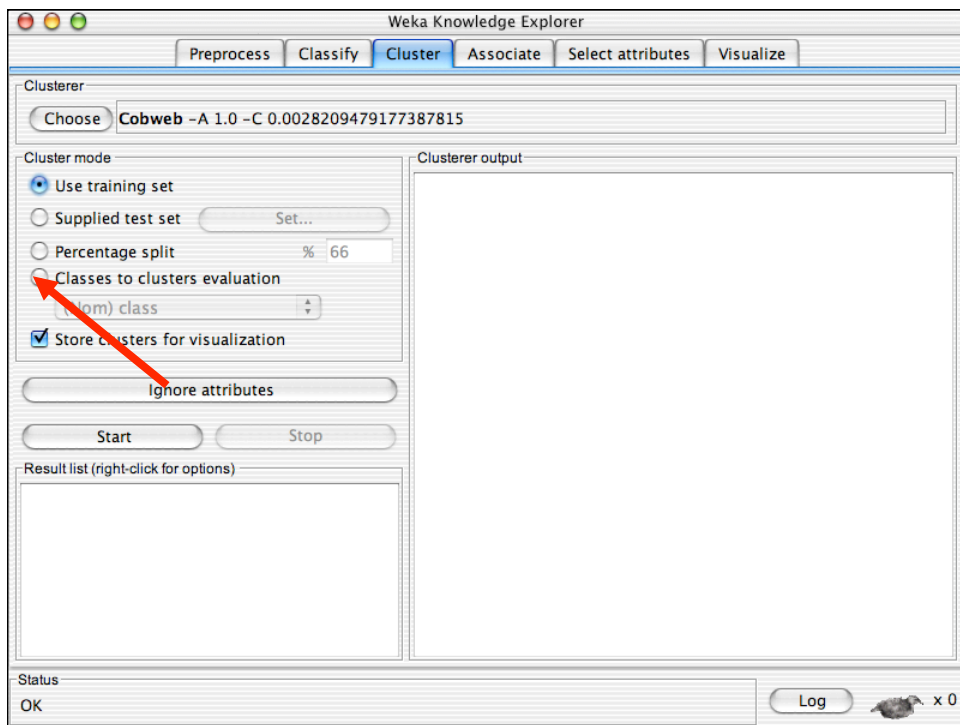 Weka Knowledge Explorer
Preprocess Classify Cluster Associate Select attributes Visualize
Clusterer
Choose Cobweb -A 1.0 -C 0.0028209479177387815
Cluster mode
Use training set
Supplied test set Set...
Percentage split % 66
Classes to clusters evaluation
(Nom) class
Store clusters for visualization
Ignore attributes
Start Stop
Result list (right-click for options)
Clusterer output
Status
OK
Log x 0